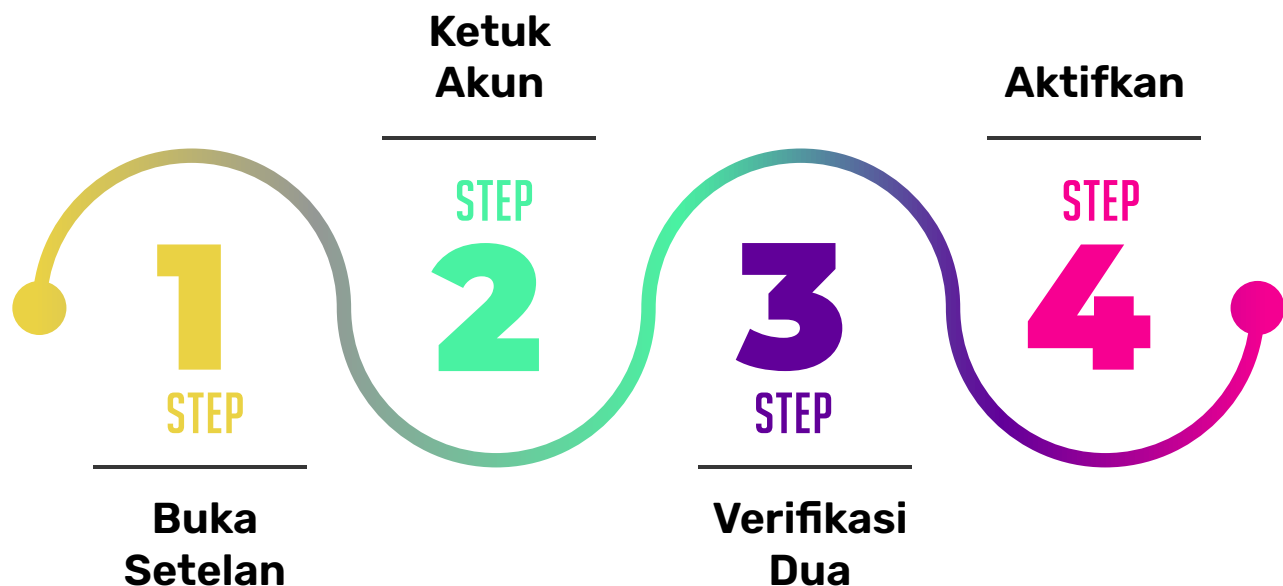 1
STEP
Buka
Setelan
Ketuk
Akun
STEP
2
3
STEP
Verifikasi
Dua
Aktifkan
STEP
4